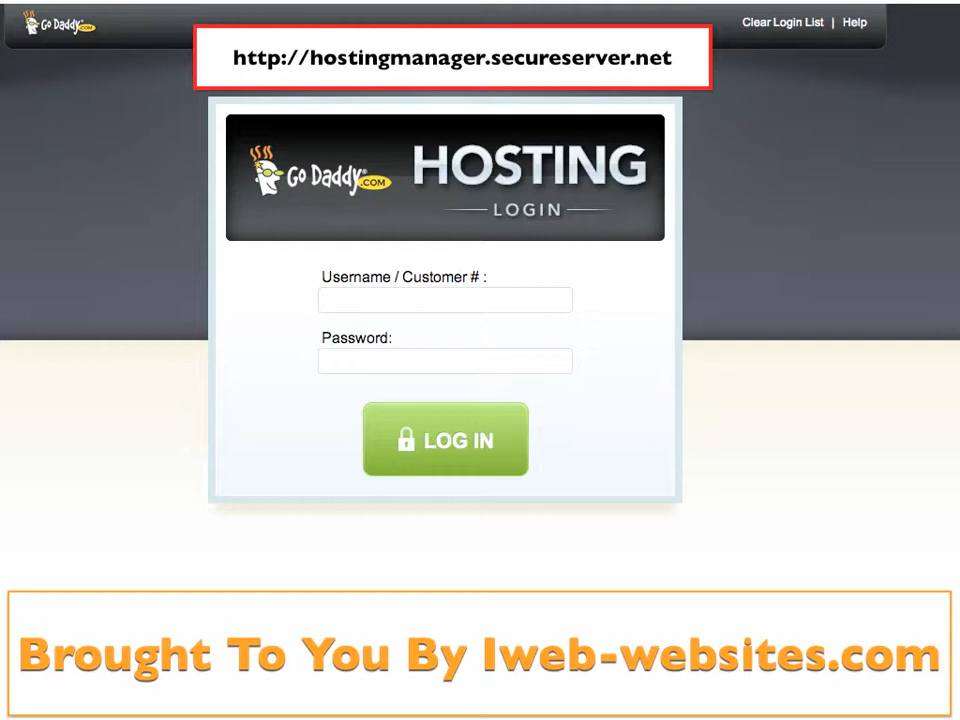 Go Daddy.COM
Clear Login List | Help
http://hostingmanager.secureserver.net
Go Daddy.COM
HOSTING
LOGIN
Username / Customer # :
Password:
LOG IN
Brought To You By Iweb-websites.com